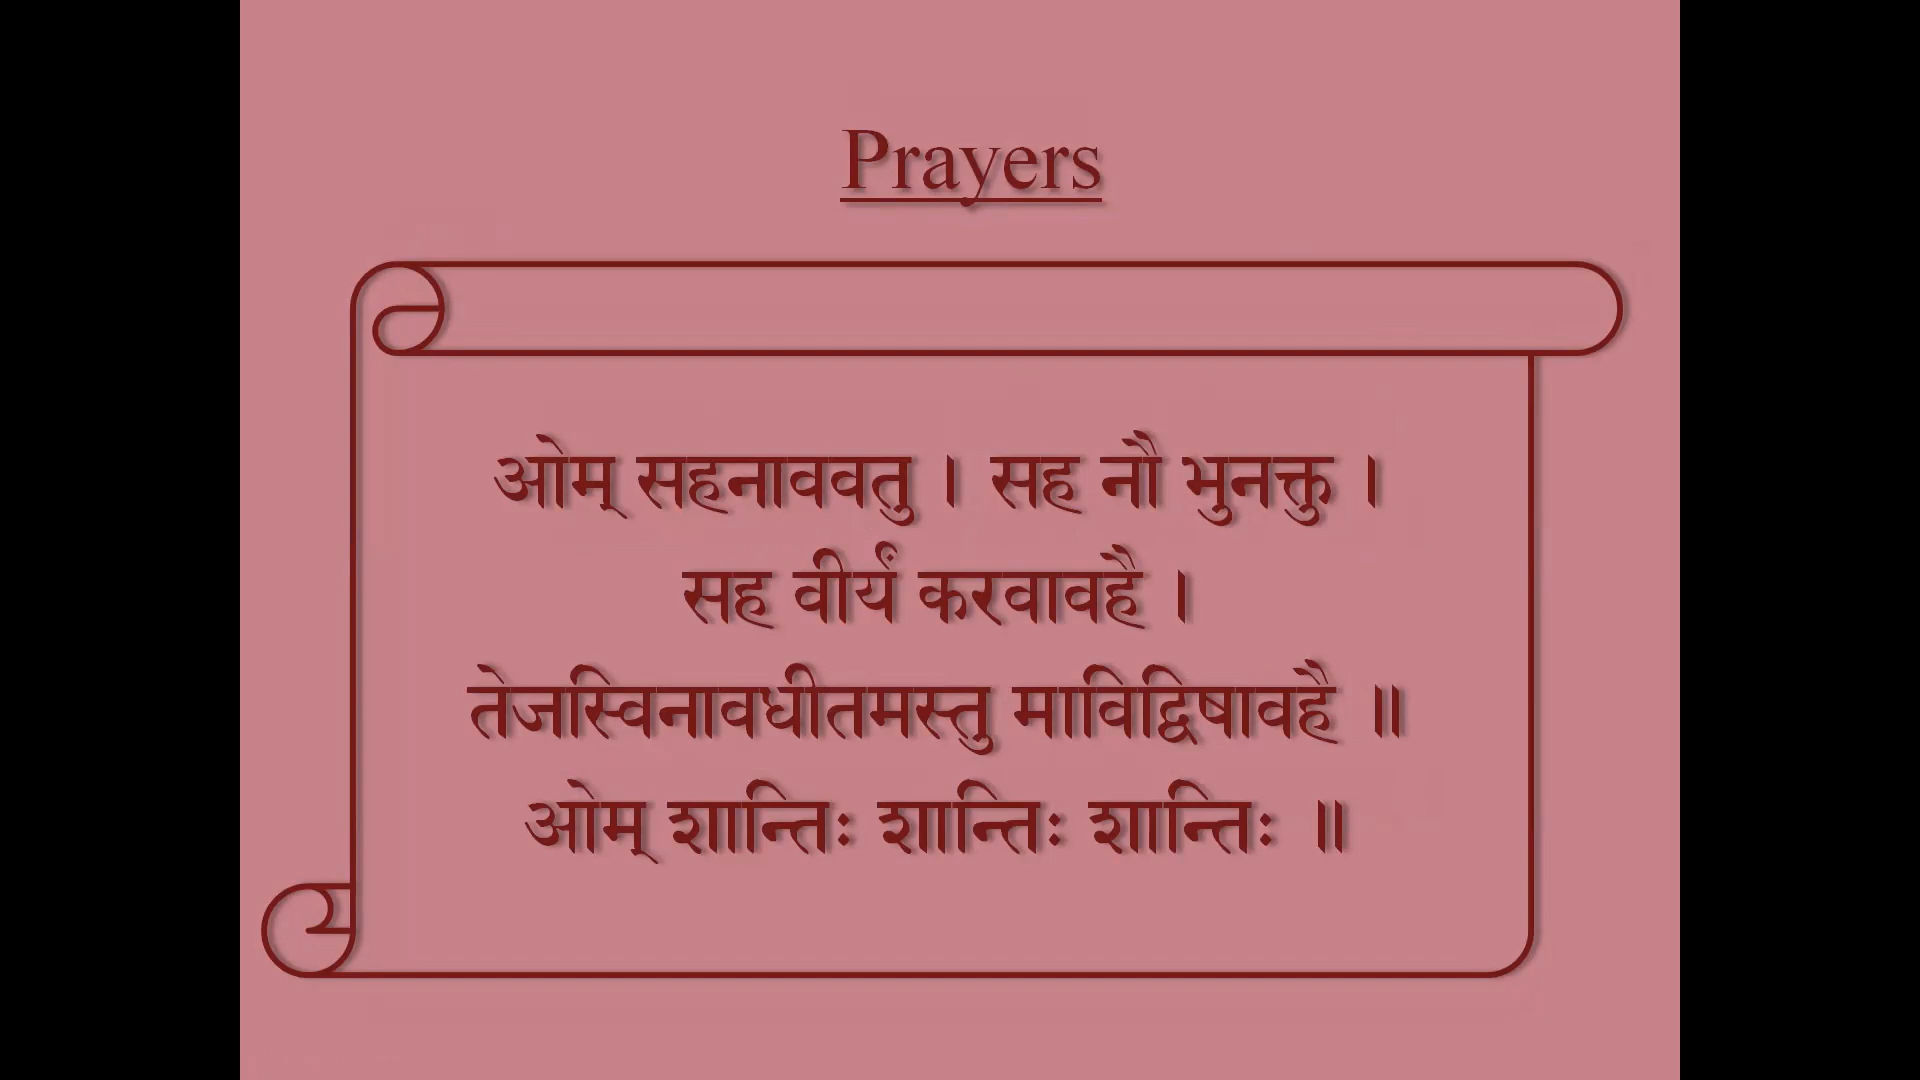 Prayers
ओम् सहनाववतु । सह नौ भुनक्तु ।
सह वीर्यं करवावहै ।
तेजस्विनावधीतमस्तु माविद्विषावहै ॥
ओम् शान्तिः शान्तिः शान्तिः ॥